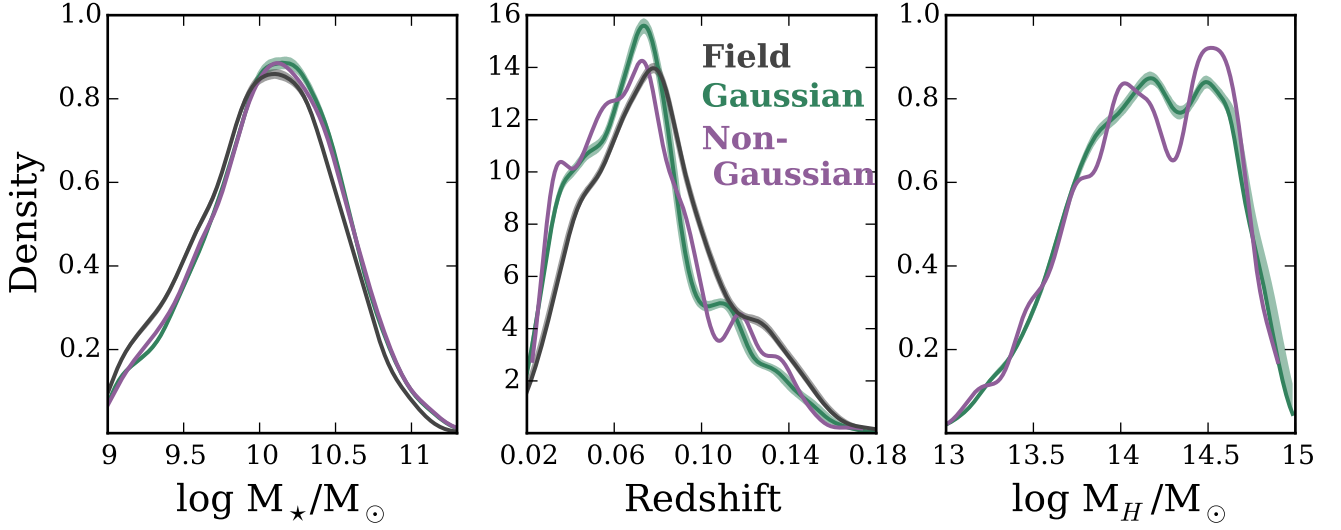 Density
1.0
0.8
0.6
0.4
0.2
9 9.5 10 10.5 11
log M⋆/M⊙
16
14
12
10
8
6
4
2
Field
Gaussian
Non-
Gaussian
0.02 0.06 0.10 0.14 0.18
Redshift
1.0
0.8
0.6
0.4
0.2
13 13.5 14 14.5 15
log M_H/M⊙